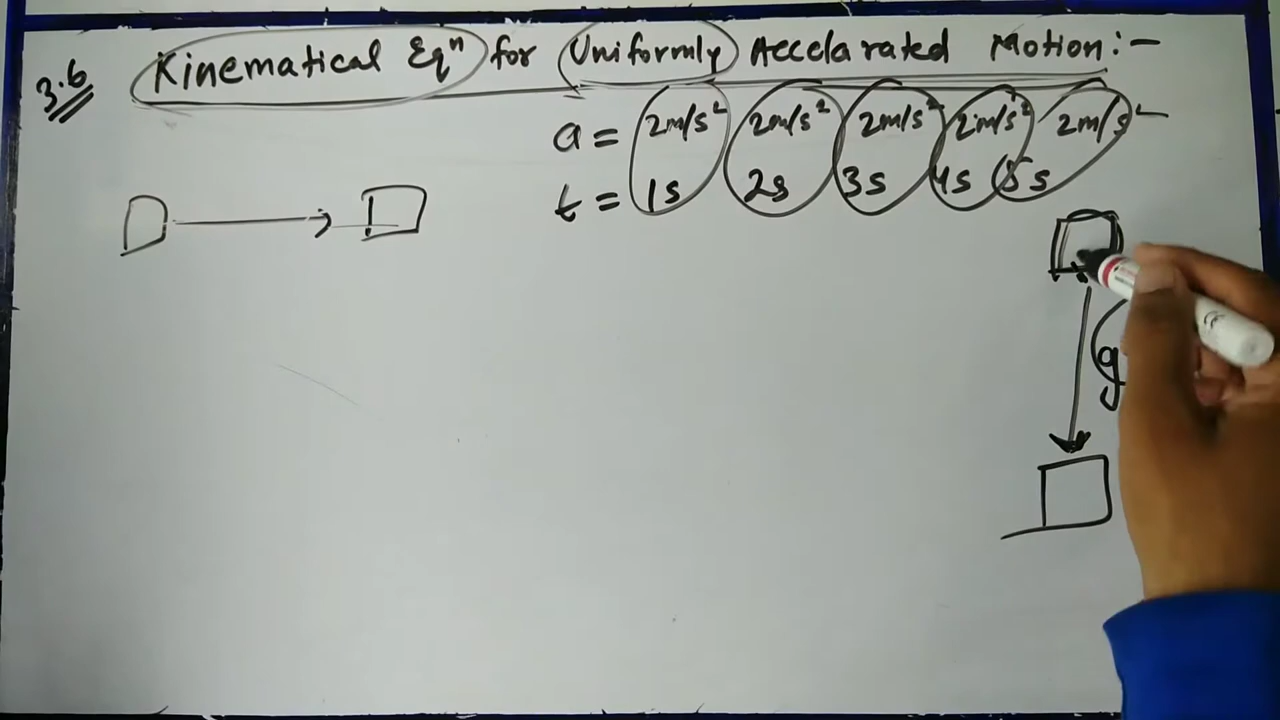 3.6 Kinematical Eqⁿ for Uniformly Accelarated Motion:-
a = 2m/s² 2m/s² 2m/s² 2m/s² 2m/s²
t = 1s 2s 3s 4s 5s
g